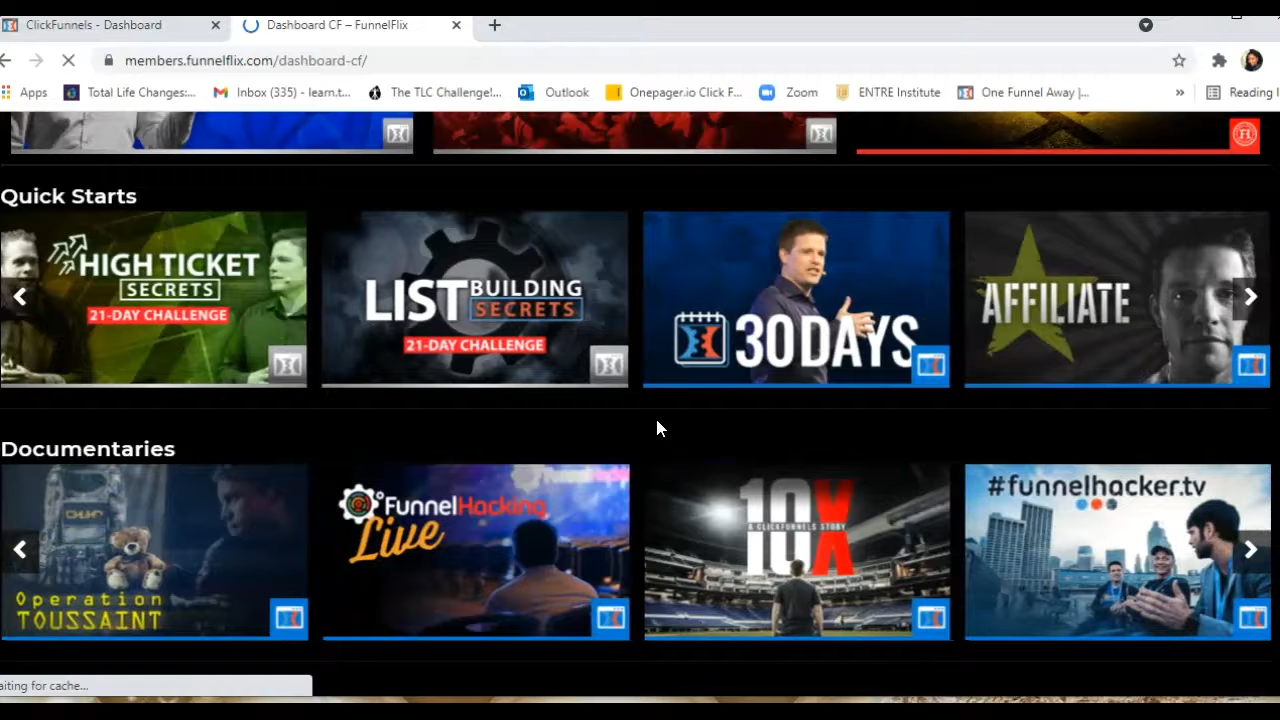 ClickFunnels - Dashboard
Dashboard CF – FunnelFlix
members.funnelflix.com/dashboard-cf/
Apps
Total Life Changes:...
Inbox (335) - learn.t...
The TLC Challenge!...
Outlook
Onepager.io Click F...
Zoom
ENTRE Institute
One Funnel Away |...
»
Reading l
Quick Starts
HIGH TICKET
SECRETS
21-DAY CHALLENGE
LIST BUILDING
SECRETS
21-DAY CHALLENGE
30 DAYS
AFFILIATE
Documentaries
Operation
TOUSSAINT
FunnelHacking
Live
10X
A CLICKFUNNELS STORY
#funnelhacker.tv
aiting for cache...